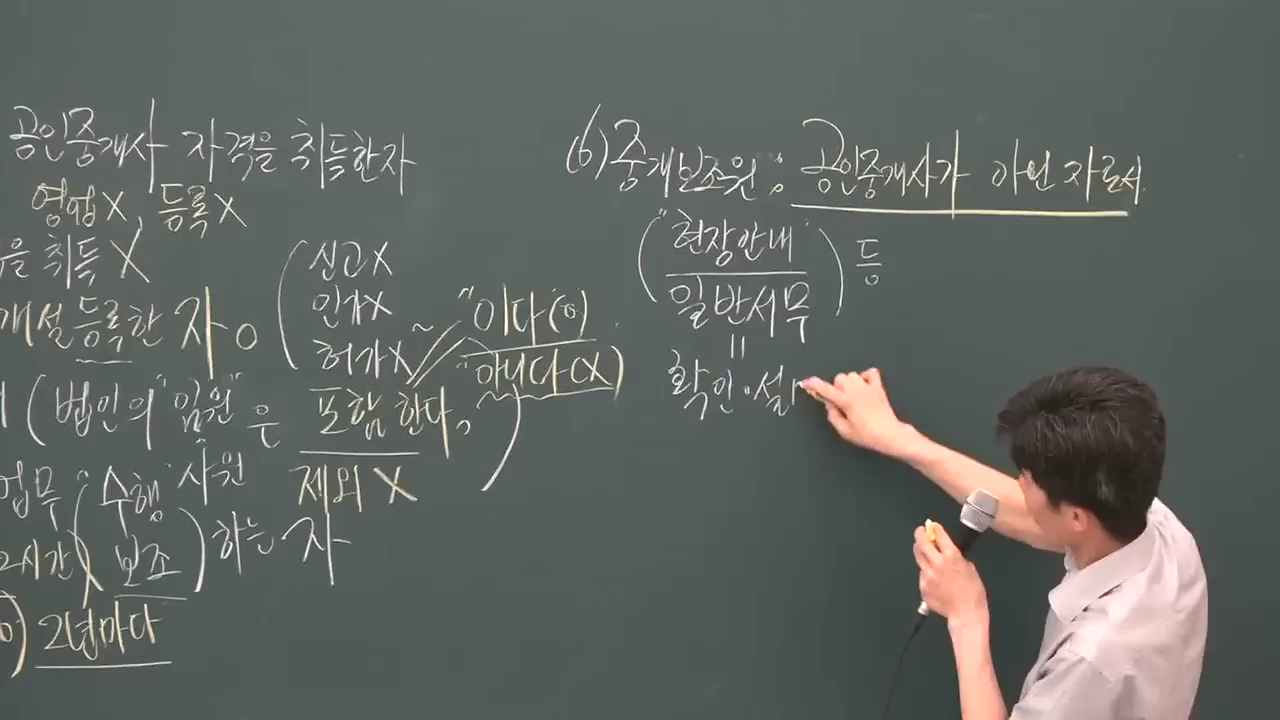 공인중개사 자격을 취득한자
영업X, 등록X
을 취득 X
개설등록한 자 O
(신고X
인가X
허가X
"이다(O)
"아니다(X)
(법인의 "임원"은 포함한다.)
사원
제외 X
업무 ("수행" 보조) 하는 자
2시간
2년마다
(6)중개보조원: 공인중개사가 아닌 자로서
("현장안내" 일반서무) 등
=
확인·설